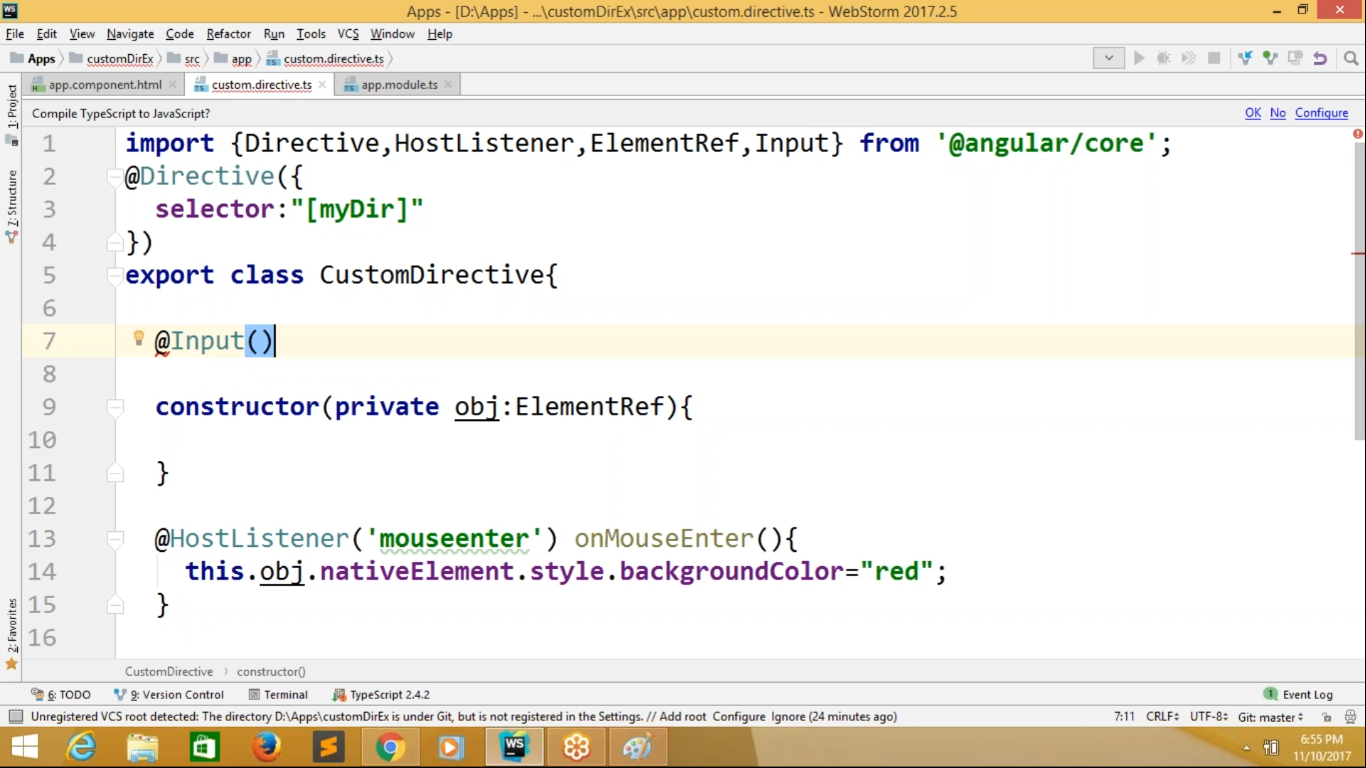 WS
Apps - [D:\Apps] - ...\customDirEx\src\app\custom.directive.ts - WebStorm 2017.2.5
File Edit View Navigate Code Refactor Run Tools VCS Window Help
Apps customDirEx src app custom.directive.ts
app.component.html custom.directive.ts app.module.ts
Compile TypeScript to JavaScript? OK No Configure
1: Project
7: Structure
2: Favorites
1 import {Directive,HostListener,ElementRef,Input} from '@angular/core';
2 @Directive({
3 selector:"[myDir]"
4 })
5 export class CustomDirective{
6
7 @Input()
8
9 constructor(private obj:ElementRef){
10
11 }
12
13 @HostListener('mouseenter') onMouseEnter(){
14 this.obj.nativeElement.style.backgroundColor="red";
15 }
16
CustomDirective constructor()
6: TODO 9: Version Control Terminal TypeScript 2.4.2 1 Event Log
Unregistered VCS root detected: The directory D:\Apps\customDirEx is under Git, but is not registered in the Settings. // Add root Configure Ignore (24 minutes ago) 7:11 CRLF UTF-8 Git: master
WS
6:55 PM
11/10/2017